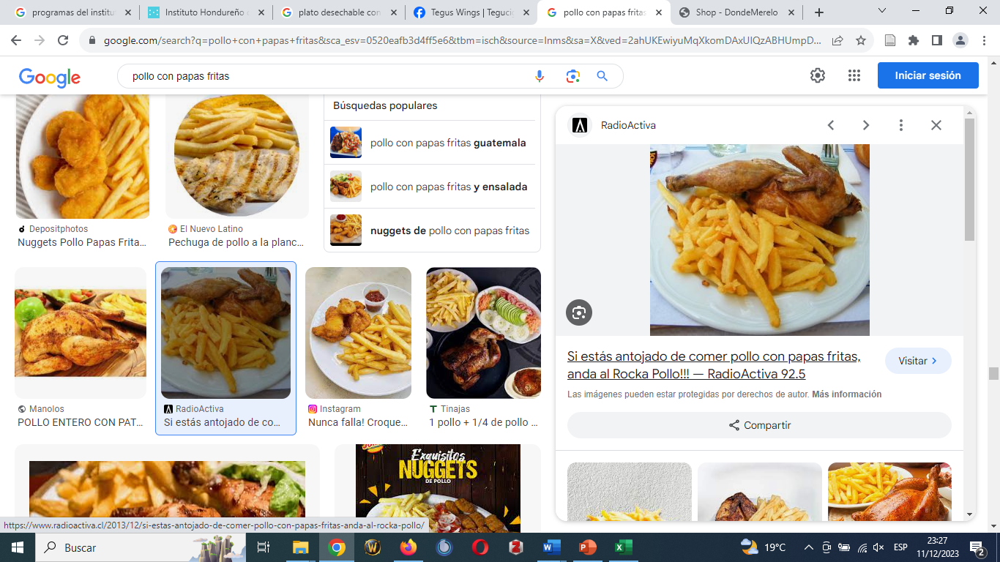 programas del institu
Instituto Hondureño
plato desechable con
Tegus Wings | Teguci
pollo con papas fritas
Shop - DondeMerelo
google.com/search?q=pollo+con+papas+fritas&sca_esv=0520eafb3d4ff5e6&tbm=isch&source=lnms&sa=X&ved=2ahUKEwiyuMqXkomDAxUIQzABHUmpD...
Google
pollo con papas fritas
Iniciar sesión
Búsquedas populares
pollo con papas fritas guatemala
pollo con papas fritas y ensalada
nuggets de pollo con papas fritas
Depositphotos
Nuggets Pollo Papas Frita...
El Nuevo Latino
Pechuga de pollo a la planc...
Manolos
POLLO ENTERO CON PAT...
RadioActiva
Si estás antojado de co...
Instagram
Nunca falla! Croque...
Tinajas
1 pollo + 1/4 de pollo ...
Exquisitos
NUGGETS
DE POLLO
RadioActiva
Si estás antojado de comer pollo con papas fritas,
anda al Rocka Pollo!!! — RadioActiva 92.5
Visitar
Las imágenes pueden estar protegidas por derechos de autor. Más información
Compartir
https://www.radioactiva.cl/2013/12/si-estas-antojado-de-comer-pollo-con-papas-fritas-anda-al-rocka-pollo/
Buscar
19°C
ESP
23:27
11/12/2023
2